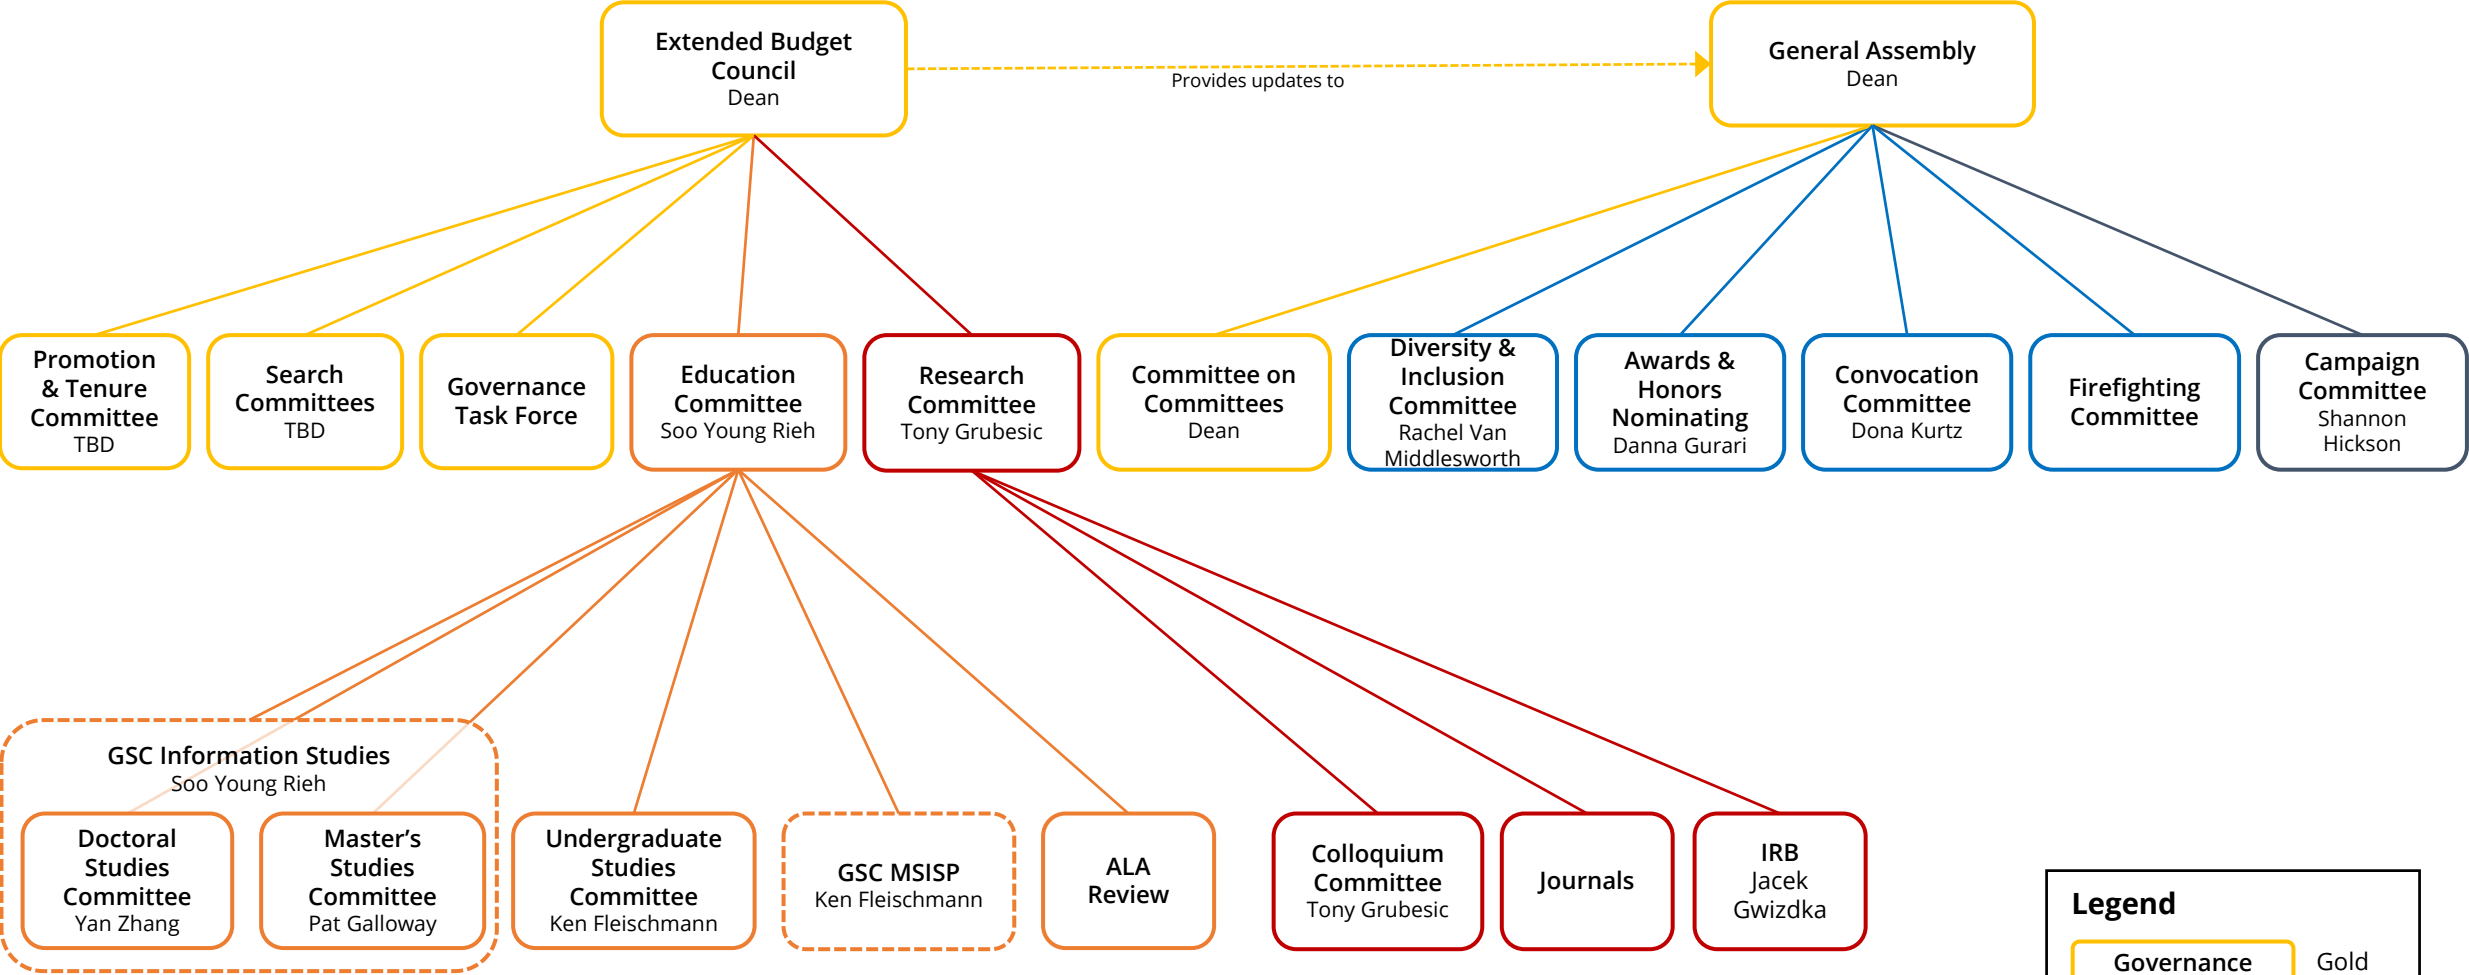 Extended Budget
Council
Dean
Provides updates to
General Assembly
Dean
Promotion
& Tenure
Committee
TBD
Search
Committees
TBD
Governance
Task Force
Education
Committee
Soo Young Rieh
Research
Committee
Tony Grubesic
Committee on
Committees
Dean
Diversity &
Inclusion
Committee
Rachel Van
Middlesworth
Awards &
Honors
Nominating
Danna Gurari
Convocation
Committee
Dona Kurtz
Firefighting
Committee
Campaign
Committee
Shannon
Hickson
GSC Information Studies
Soo Young Rieh
Doctoral
Studies
Committee
Yan Zhang
Master’s
Studies
Committee
Pat Galloway
Undergraduate
Studies
Committee
Ken Fleischmann
GSC MSISP
Ken Fleischmann
ALA
Review
Colloquium
Committee
Tony Grubesic
Journals
IRB
Jacek
Gwizdka
Legend
Governance
Gold